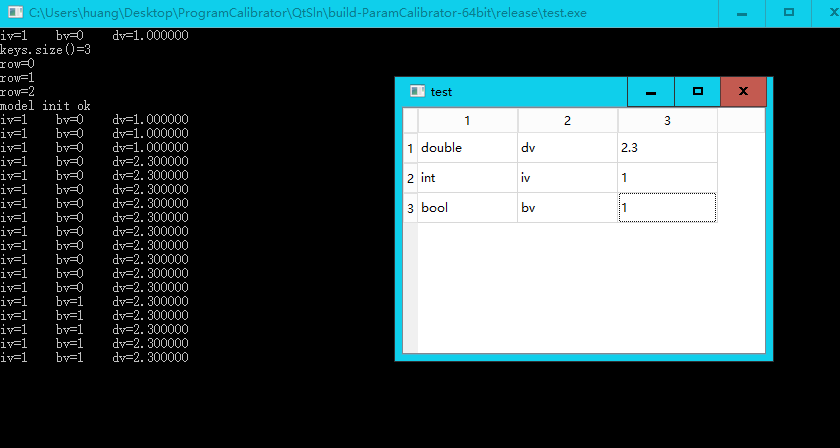 C:\Users\huang\Desktop\ProgramCalibrator\QtSln\build-ParamCalibrator-64bit\release\test.exe
iv=1 bv=0 dv=1.000000
keys.size()=3
row=0
row=1
row=2
model init ok
iv=1 bv=0 dv=1.000000
iv=1 bv=0 dv=1.000000
iv=1 bv=0 dv=1.000000
iv=1 bv=0 dv=2.300000
iv=1 bv=0 dv=2.300000
iv=1 bv=0 dv=2.300000
iv=1 bv=0 dv=2.300000
iv=1 bv=0 dv=2.300000
iv=1 bv=0 dv=2.300000
iv=1 bv=0 dv=2.300000
iv=1 bv=0 dv=2.300000
iv=1 bv=0 dv=2.300000
iv=1 bv=0 dv=2.300000
iv=1 bv=1 dv=2.300000
iv=1 bv=1 dv=2.300000
iv=1 bv=1 dv=2.300000
iv=1 bv=1 dv=2.300000
iv=1 bv=1 dv=2.300000
test
1 2 3
1 double dv 2.3
2 int iv 1
3 bool bv 1